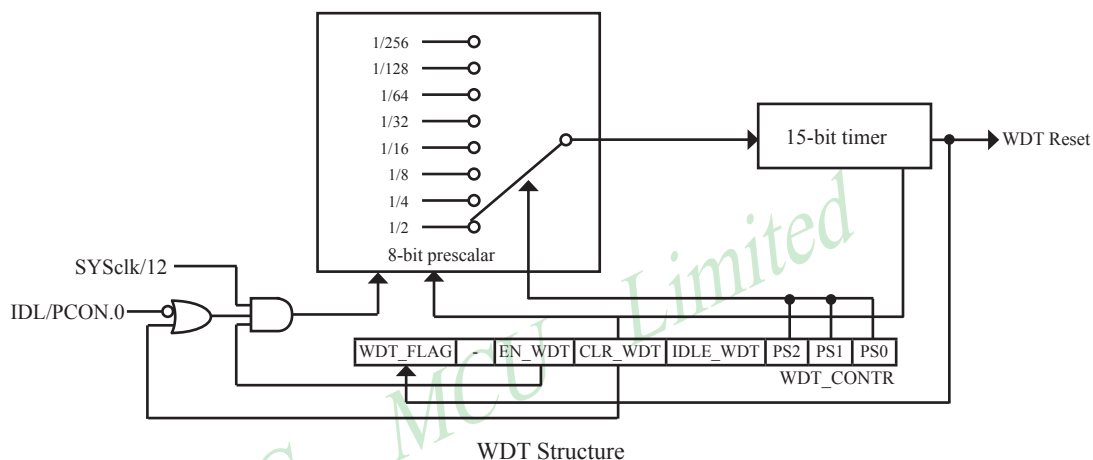 1/256
1/128
1/64
1/32
1/16
1/8
1/4
1/2
8-bit prescalar
15-bit timer
WDT Reset
SYSclk/12
IDL/PCON.0
WDT_FLAG - EN_WDT CLR_WDT IDLE_WDT PS2 PS1 PS0
WDT_CONTR
MCU Limited
WDT Structure